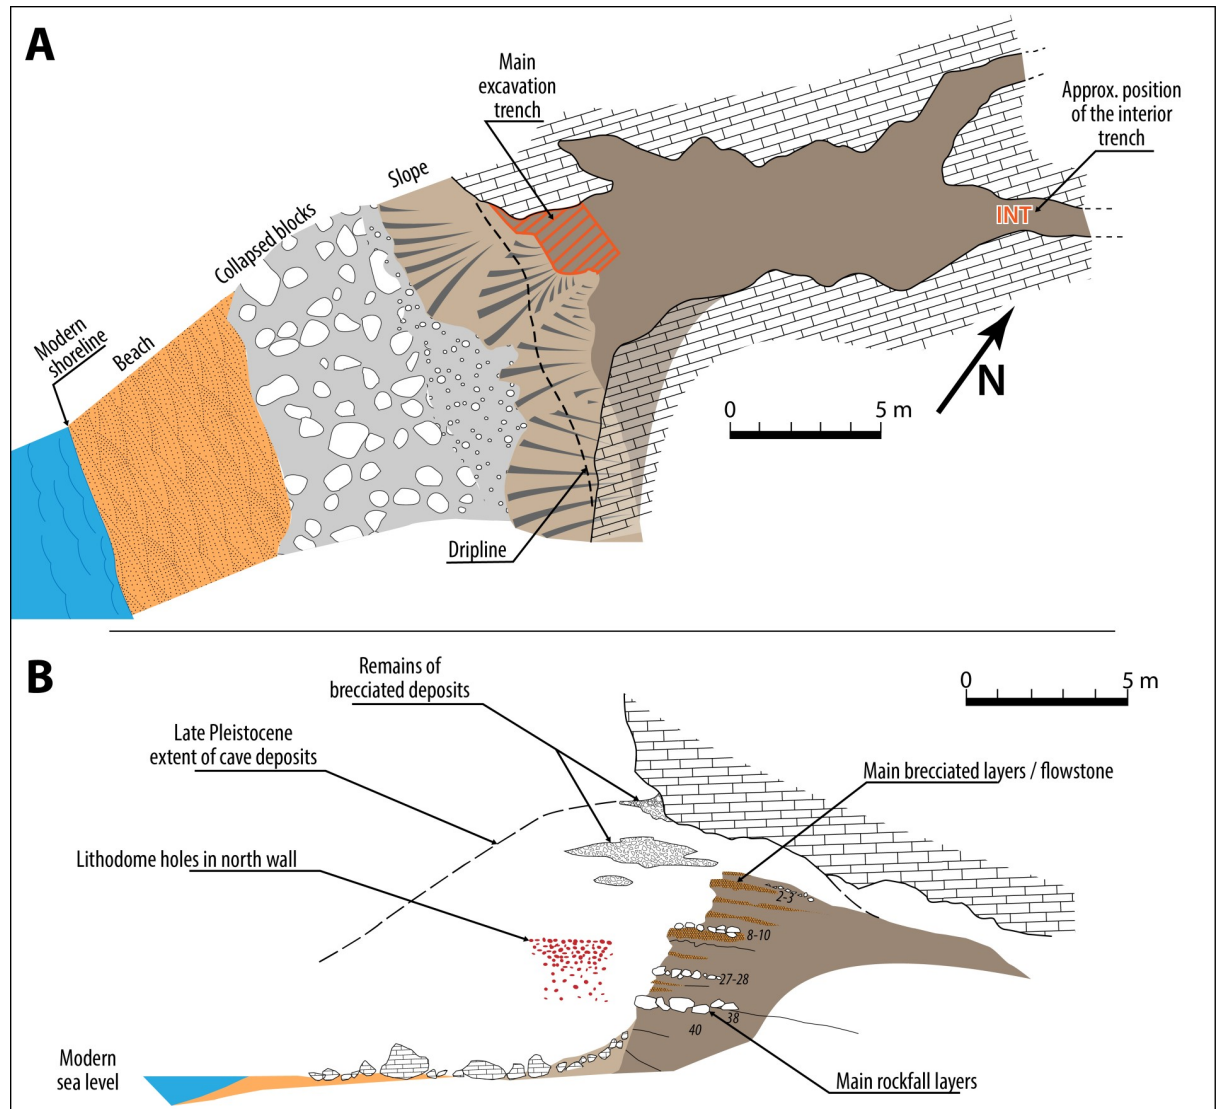 A
Main
excavation
trench
Approx. position
of the interior
trench
Slope
Collapsed blocks
INT
Modern
shoreline
Beach
N
0 5 m
Dripline
B
Remains of
brecciated deposits
0 5 m
Late Pleistocene
extent of cave deposits
Main brecciated layers / flowstone
Lithodome holes in north wall
2-3
8-10
27-28
38
40
Modern
sea level
Main rockfall layers